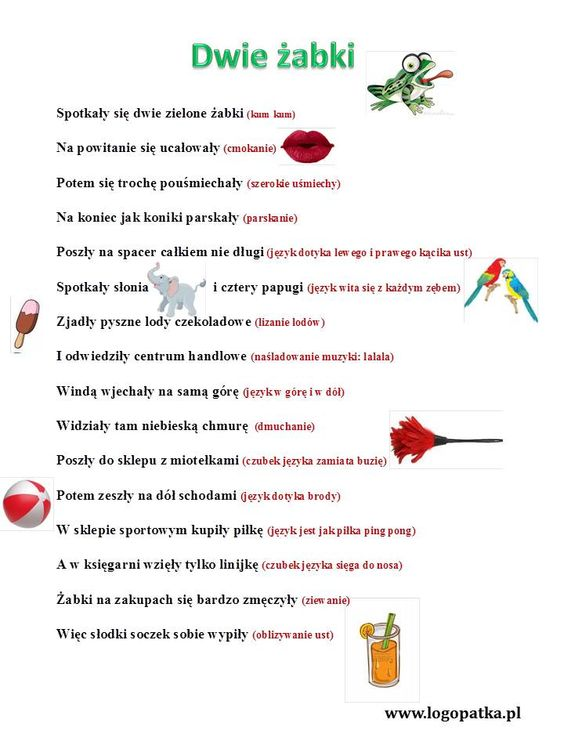 Dwie żabki
Spotkały się dwie zielone żabki (kum kum)
Na powitanie się ucałowały (cmokanie)
Potem się trochę pouśmiechały (szerokie uśmiechy)
Na koniec jak koniki parskały (parskanie)
Poszły na spacer całkiem nie długi (język dotyka lewego i prawego kącika ust)
Spotkały słonia i cztery papugi (język wita się z każdym zębem)
Zjadły pyszne lody czekoladowe (lizanie lodów)
I odwiedziły centrum handlowe (naśladowanie muzyki: lalala)
Windą wjechały na samą górę (język w górę i w dół)
Widziały tam niebieską chmurę (dmuchanie)
Poszły do sklepu z miotełkami (czubek języka zamiata buzię)
Potem zeszły na dół schodami (język dotyka brody)
W sklepie sportowym kupiły piłkę (język jest jak piłka ping pong)
A w księgarni wzięły tylko linijkę (czubek języka sięga do nosa)
Żabki na zakupach się bardzo zmęczyły (ziewanie)
Więc słodki soczek sobie wypiły (oblizywanie ust)
www.logopatka.pl